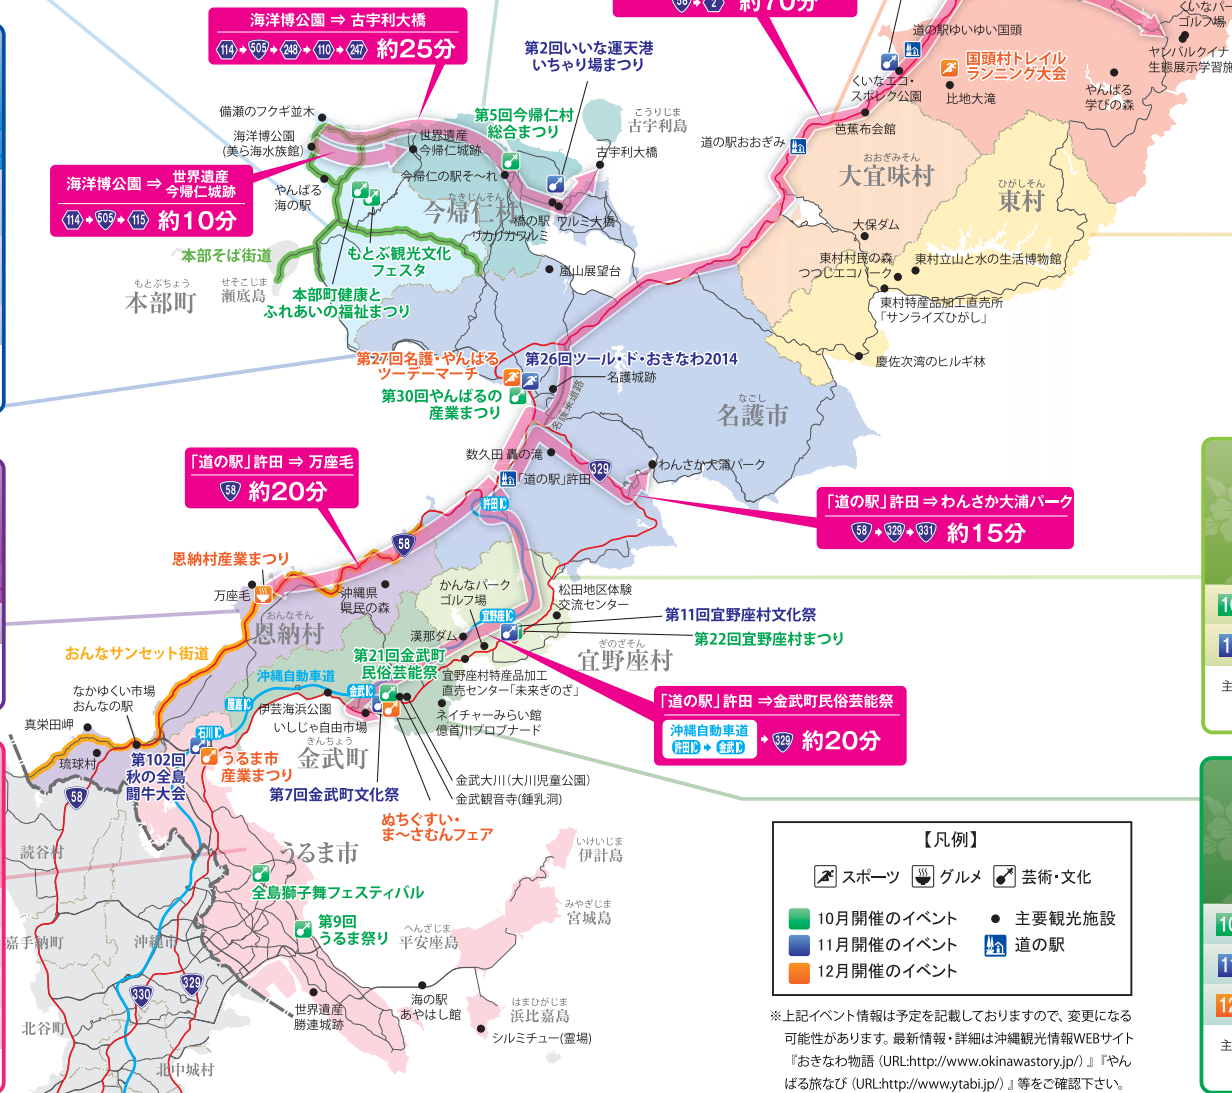 海洋博公園 ⇒ 古宇利大橋
114 505 248 110 247 約25分
58 2 約70分
第2回いいな運天港
いちゃり場まつり
道の駅ゆいゆい国頭
ゴルフ場
ヤンバルクイナ
生態展示学習施
国頭村トレイル
ランニング大会
くいなエコ・
スポレク公園
比地大滝
やんばる
学びの森
備瀬のフクギ並木
海洋博公園
(美ら海水族館)
世界遺産
今帰仁城跡
第5回今帰仁村
総合まつり
こうりじま
古宇利島
古宇利大橋
芭蕉布会館
道の駅おおぎみ
おおぎみそん
大宜味村
ひがしそん
東村
海洋博公園 ⇒ 世界遺産
今帰仁城跡
114 505 115 約10分
やんばる
海の駅
今帰仁の駅そ~れ
なきじんそん
今帰仁村
橋の駅
リカリカワルミ
ワルミ大橋
本部そば街道
もとぶ観光文化
フェスタ
嵐山展望台
大保ダム
東村村民の森
つつじエコパーク
東村立山と水の生活博物館
もとぶちょう
本部町
せそこじま
瀬底島
本部町健康と
ふれあいの福祉まつり
東村特産品加工直売所
「サンライズひがし」
慶佐次湾のヒルギ林
第27回名護・やんばる
ツーデーマーチ
第26回ツール・ド・おきなわ2014
名護城跡
第30回やんばるの
産業まつり
名護東道路
なごし
名護市
数久田 轟の滝
329
わんさか大浦パーク
「道の駅」許田
「道の駅」許田 ⇒ 万座毛
58 約20分
許田IC
「道の駅」許田 ⇒わんさか大浦パーク
58 329 331 約15分
58
恩納村産業まつり
万座毛
沖縄県
県民の森
かんなパーク
ゴルフ場
松田地区体験
交流センター
おんなそん
恩納村
宜野座IC
漢那ダム
第11回宜野座村文化祭
第22回宜野座村まつり
ぎのざそん
宜野座村
おんなサンセット街道
第21回金武町
民俗芸能祭
宜野座村特産品加工
直売センター「未来ぎのざ」
沖縄自動車道
金武IC
屋嘉IC
伊芸海浜公園
いしじゃ自由市場
きんちょう
金武町
ネイチャーみらい館
億首川プロブナード
「道の駅」許田 ⇒金武町民俗芸能祭
沖縄自動車道
許田IC 金武IC
329 約20分
なかゆくい市場
おんなの駅
真栄田岬
琉球村
石川IC
第102回
秋の全島
闘牛大会
うるま市
産業まつり
第7回金武町文化祭
金武大川(大川児童公園)
金武観音寺(鍾乳洞)
ぬちぐすい・
ま~さむんフェア
58
読谷村
うるま市
いけいじま
伊計島
全島獅子舞フェスティバル
第9回
うるま祭り
みやぎじま
宮城島
へんざじま
平安座島
嘉手納町
沖縄市
330
329
世界遺産
勝連城跡
海の駅
あやはし館
はまひがじま
浜比嘉島
シルミチュー(霊場)
北谷町
北中城村
【凡例】
スポーツ グルメ 芸術・文化
10月開催のイベント 主要観光施設
11月開催のイベント 道の駅
12月開催のイベント
※上記イベント情報は予定を記載しておりますので、変更になる
可能性があります。最新情報・詳細は沖縄観光情報WEBサイト
『おきなわ物語(URL:http://www.okinawastory.jp/)』『やん
ばる旅なび(URL:http://www.ytabi.jp/)』等をご確認下さい。
主
主